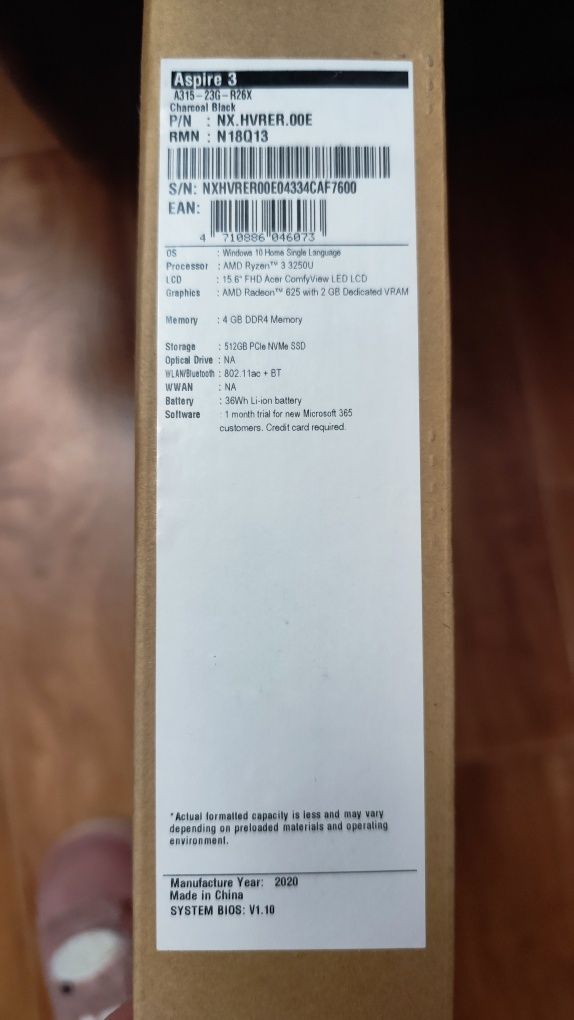 Aspire 3
A315-23G-R26X
Charcoal Black
P/N : NX.HVRER.00E
RMN : N18Q13
S/N: NXHVRER00E04334CAF7600
EAN:
4 710886 046073
OS : Windows 10 Home Single Language
Processor : AMD Ryzen™ 3 3250U
LCD : 15.6" FHD Acer ComfyView LED LCD
Graphics : AMD Radeon™ 625 with 2 GB Dedicated VRAM
Memory : 4 GB DDR4 Memory
Storage : 512GB PCIe NVMe SSD
Optical Drive : NA
WLAN/Bluetooth : 802.11ac + BT
WWAN : NA
Battery : 36Wh Li-ion battery
Software : 1 month trial for new Microsoft 365
customers. Credit card required.
*Actual formatted capacity is less and may vary
depending on preloaded materials and operating
environment.
Manufacture Year: 2020
Made in China
SYSTEM BIOS: V1.10